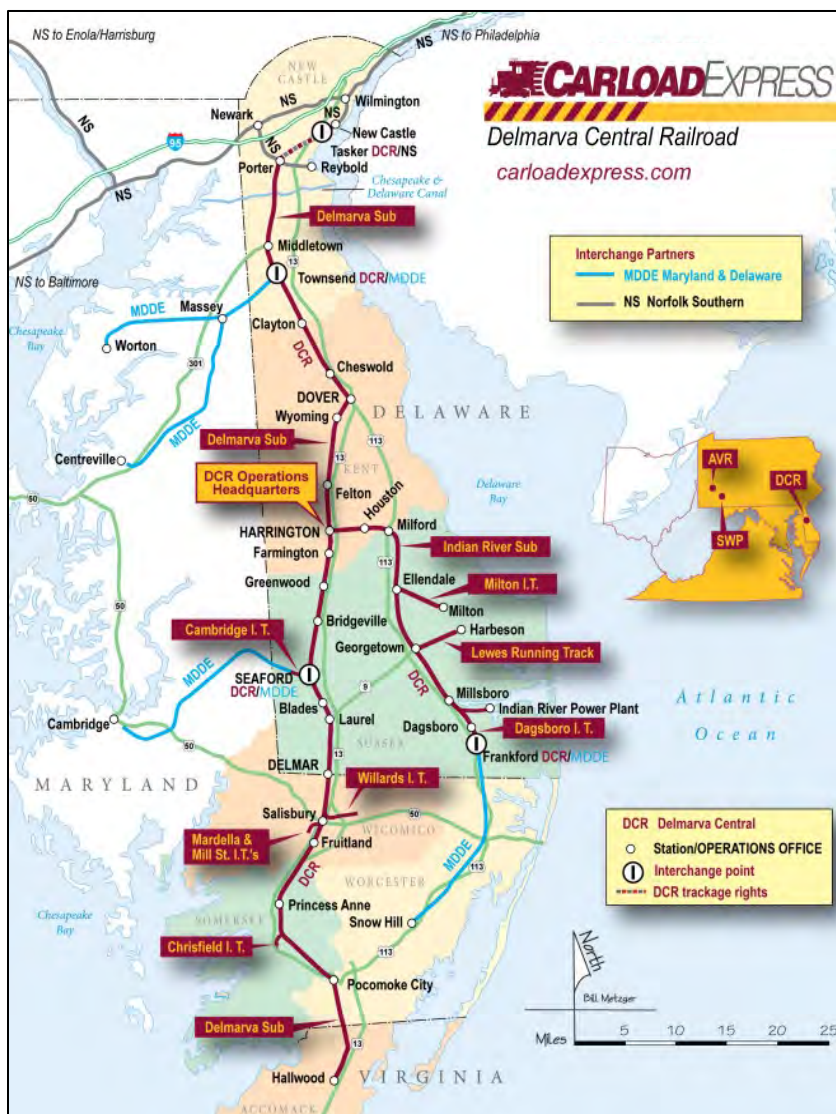 NS to Enola/Harrisburg
NS to Philadelphia
NEW
CASTLE
CARLOADEXPRESS
Delmarva Central Railroad
carloadexpress.com
NS
NS
Wilmington
Newark
NS
NS
New Castle
Tasker DCR/NS
95
NS
Porter
Reybold
Chesapeake &
Delaware Canal
NS
Delmarva Sub
Middletown
13
NS to Baltimore
Townsend DCR/MDDE
Interchange Partners
MDDE Maryland & Delaware
NS Norfolk Southern
MDDE
Massey
Chesapeake
Bay
Worton
Clayton
DCR
301
Cheswold
DOVER
Wyoming
DELAWARE
MDDE
Delmarva Sub
113
13
KENT
Centreville
DCR Operations
Headquarters
Felton
Delaware
Bay
50
Houston
HARRINGTON
Milford
Farmington
Indian River Sub
AVR
DCR
SWP
Greenwood
113
Ellendale
Milton I.T.
Milton
50
Bridgeville
Cambridge I. T.
Harbeson
Georgetown
Lewes Running Track
MDDE
SEAFORD
DCR/MDDE
DCR
9
Millsboro
Blades
Indian River Power Plant
Cambridge
Laurel
Dagsboro
Dagsboro I. T.
13
SUSSEX
Frankford DCR/MDDE
Atlantic
Ocean
DELMAR
MARYLAND
Willards I. T.
Salisbury
50
WICOMICO
Mardella &
Mill St. I.T.'s
Fruitland
DCR
MDDE
113
DCR Delmarva Central
Station/OPERATIONS OFFICE
I Interchange point
DCR trackage rights
WORCESTER
Princess Anne
Chesapeake
Bay
SOMERSET
Snow Hill
Chrisfield I. T.
113
Pocomoke City
North
Bill Metzger
Delmarva Sub
13
Miles
5 10 15 20 25
Hallwood
VIRGINIA
ACCOMACK